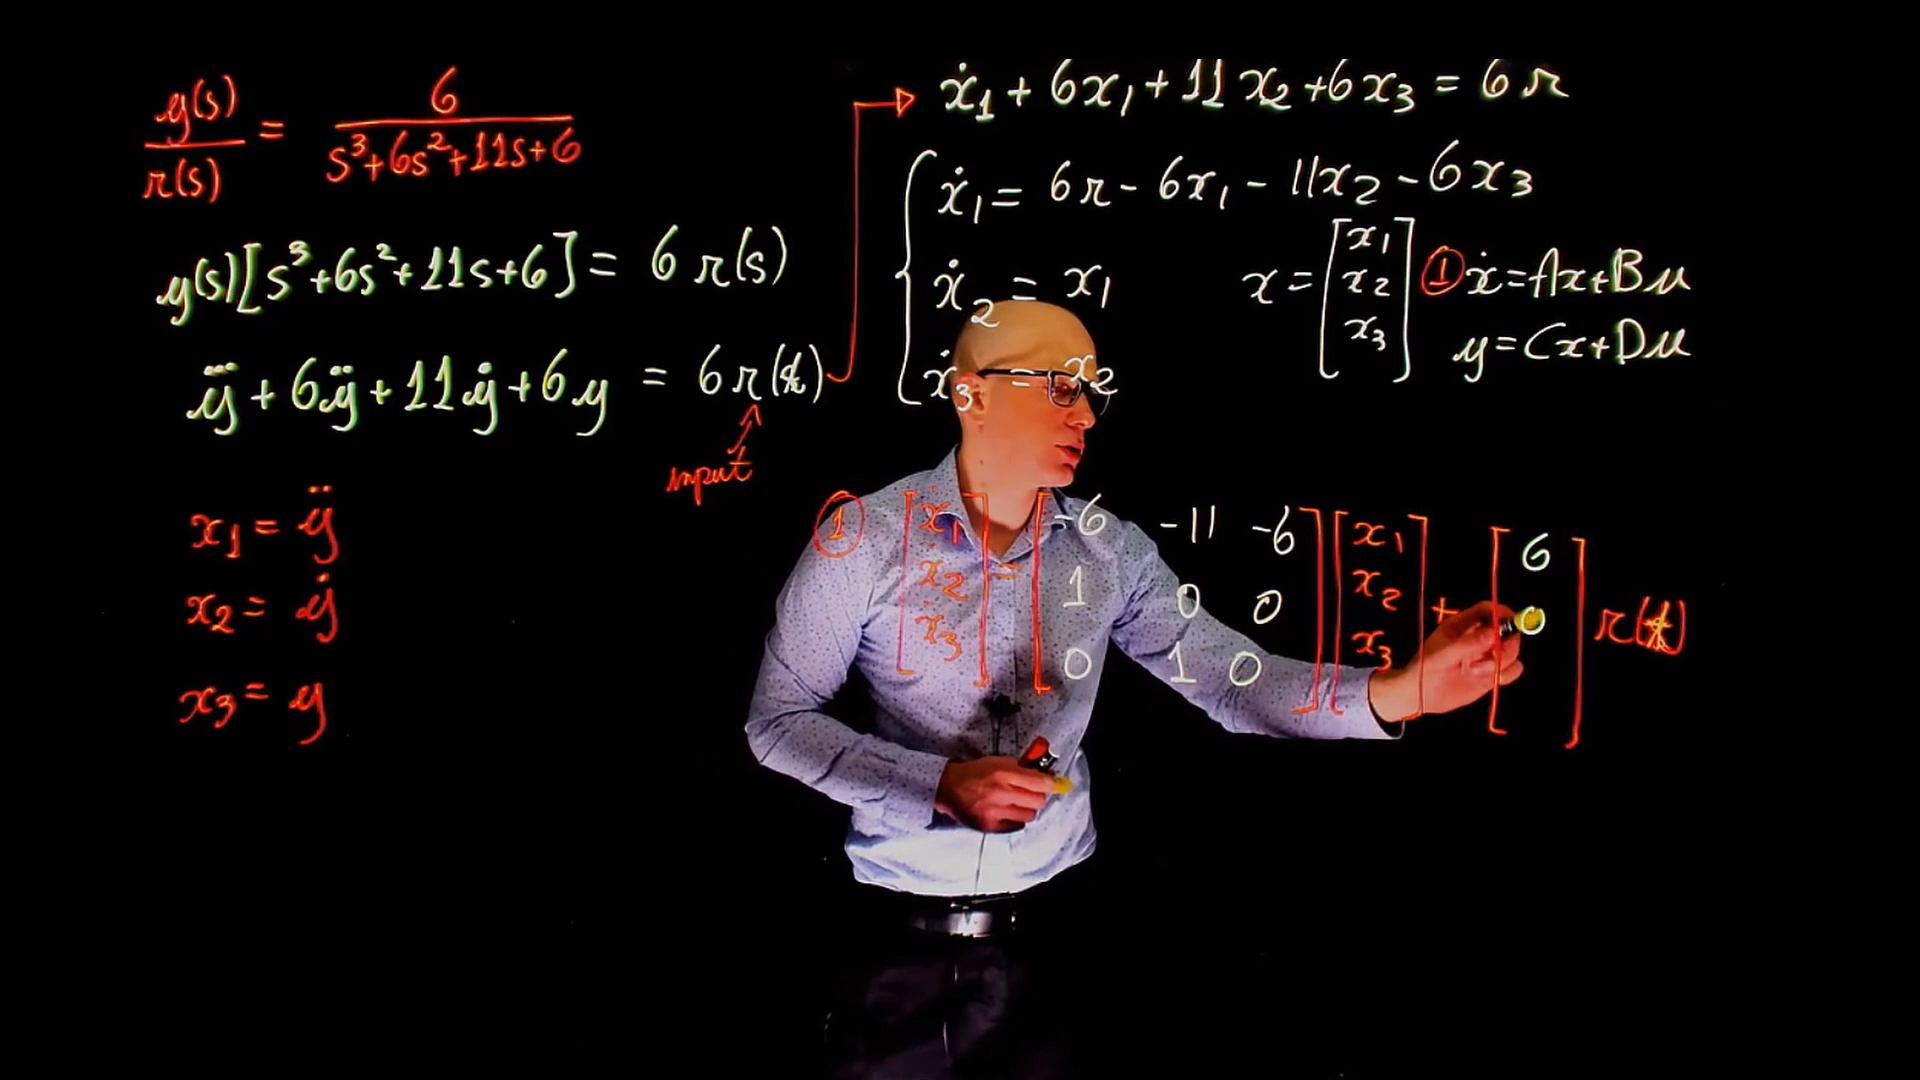 y(s)/r(s) = 6/(s³+6s²+11s+6)
y(s)[s³+6s²+11s+6] = 6 r(s)
y⃛ + 6ÿ + 11ẏ + 6y = 6 r(t)
input
x₁ = ÿ
x₂ = ẏ
x₃ = y
ẋ₁ + 6x₁ + 11x₂ + 6x₃ = 6r
ẋ₁ = 6r - 6x₁ - 11x₂ - 6x₃
ẋ₂ = x₁
ẋ₃ = x₂
x = [x₁ x₂ x₃]
① ẋ = Ax + Bu
y = Cx + Du
① [ẋ₁ ẋ₂ ẋ₃] = [-6 -11 -6; 1 0 0; 0 1 0] [x₁ x₂ x₃] + [6 0] r(t)